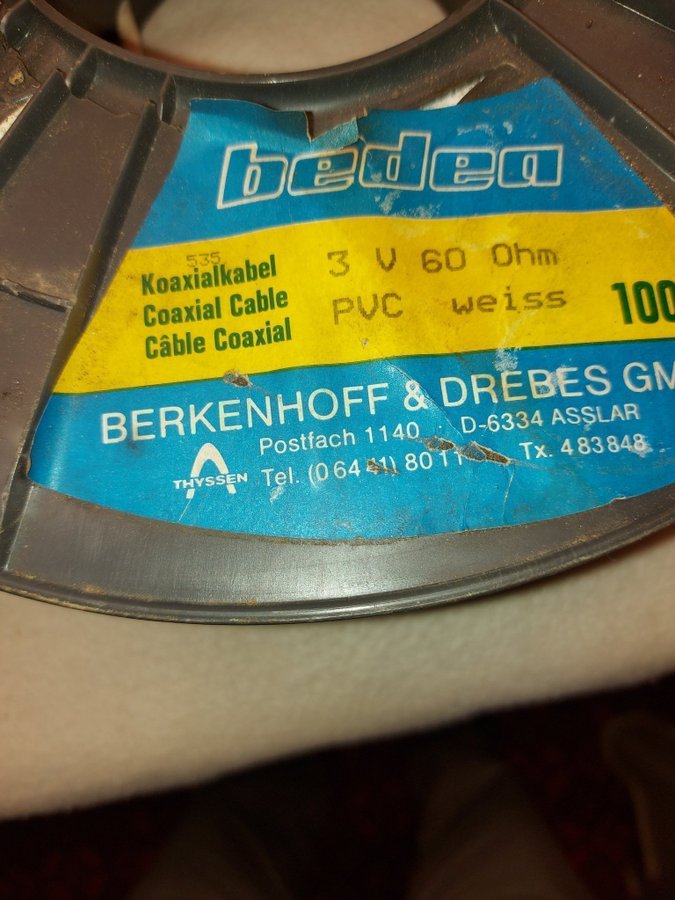 beden
535
Koaxialkabel 3 V 60 Ohm
Coaxial Cable PVC weiss 100
Câble Coaxial
BERKENHOFF & DREBES GM
Postfach 1140 · D-6334 ASSLAR
THYSSEN Tel. (06441) 8011 Tx. 483848